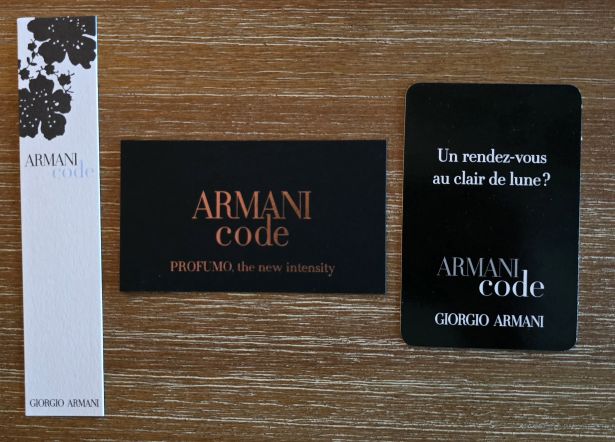 ARMANI
code
GIORGIO ARMANI
ARMANI
code
PROFUMO, the new intensity
Un rendez-vous
au clair de lune?
ARMANI
code
GIORGIO ARMANI